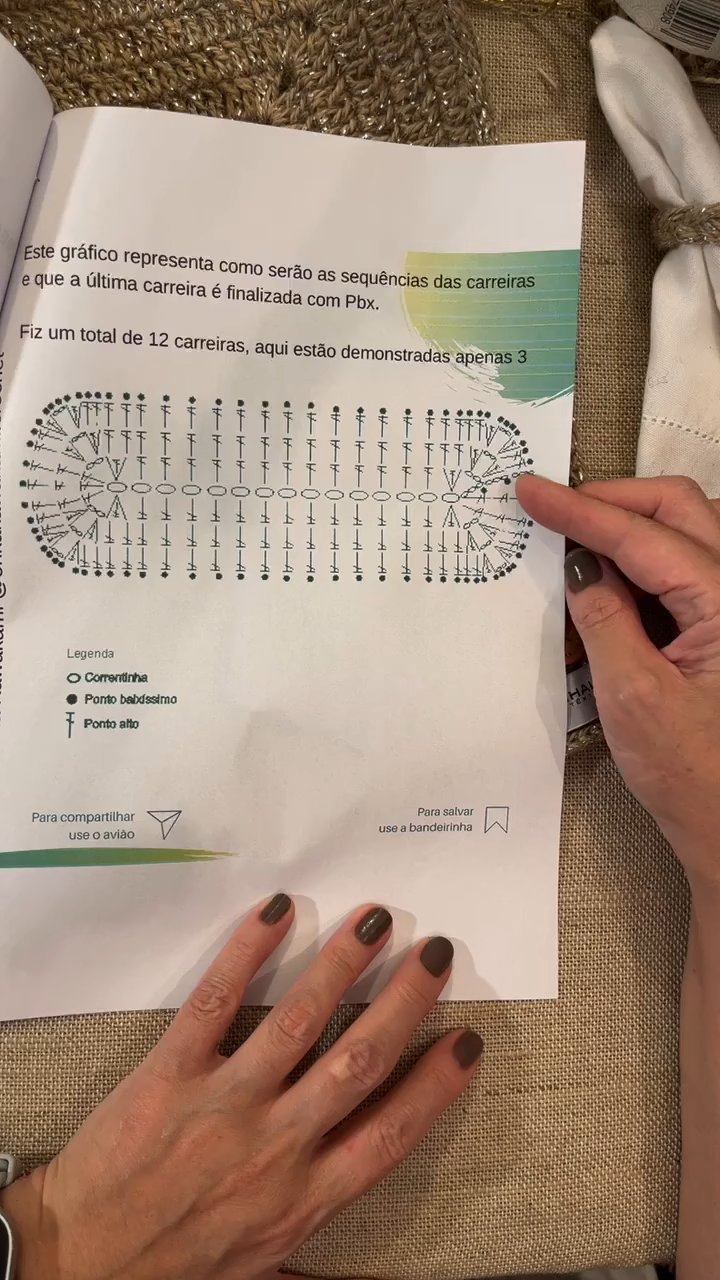 Este gráfico representa como serão as sequências das carreiras
e que a última carreira é finalizada com Pbx.
Fiz um total de 12 carreiras, aqui estão demonstradas apenas 3
Legenda
Correntinha
Ponto baixíssimo
Ponto alto
Para compartilhar
use o avião
Para salvar
use a bandeirinha